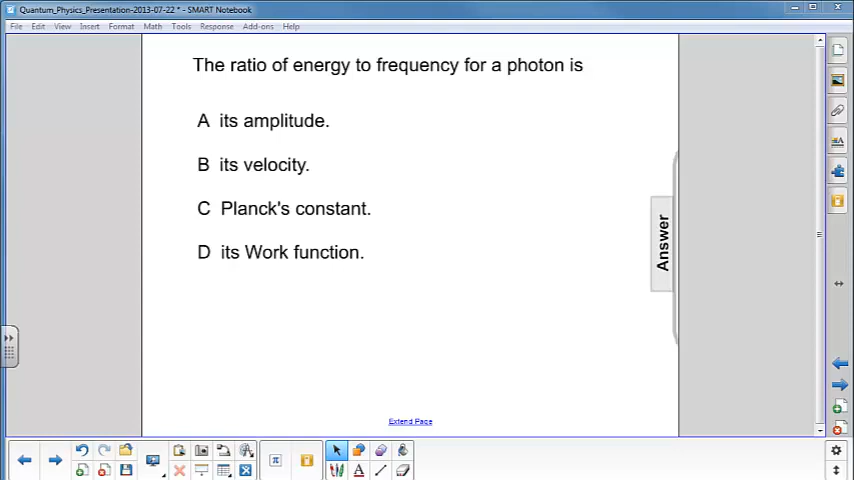 Quantum_Physics_Presentation-2013-07-22 * - SMART Notebook
File Edit View Insert Format Math Tools Response Add-ons Help
The ratio of energy to frequency for a photon is
A its amplitude.
B its velocity.
C Planck's constant.
D its Work function.
Answer
Extend Page